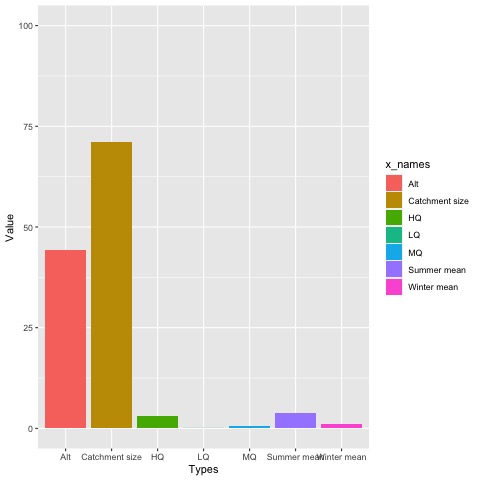 100
75
50
25
0
Value
Alt Catchment size HQ LQ MQ Summer mean Winter mean
Types
x_names
Alt
Catchment size
HQ
LQ
MQ
Summer mean
Winter mean